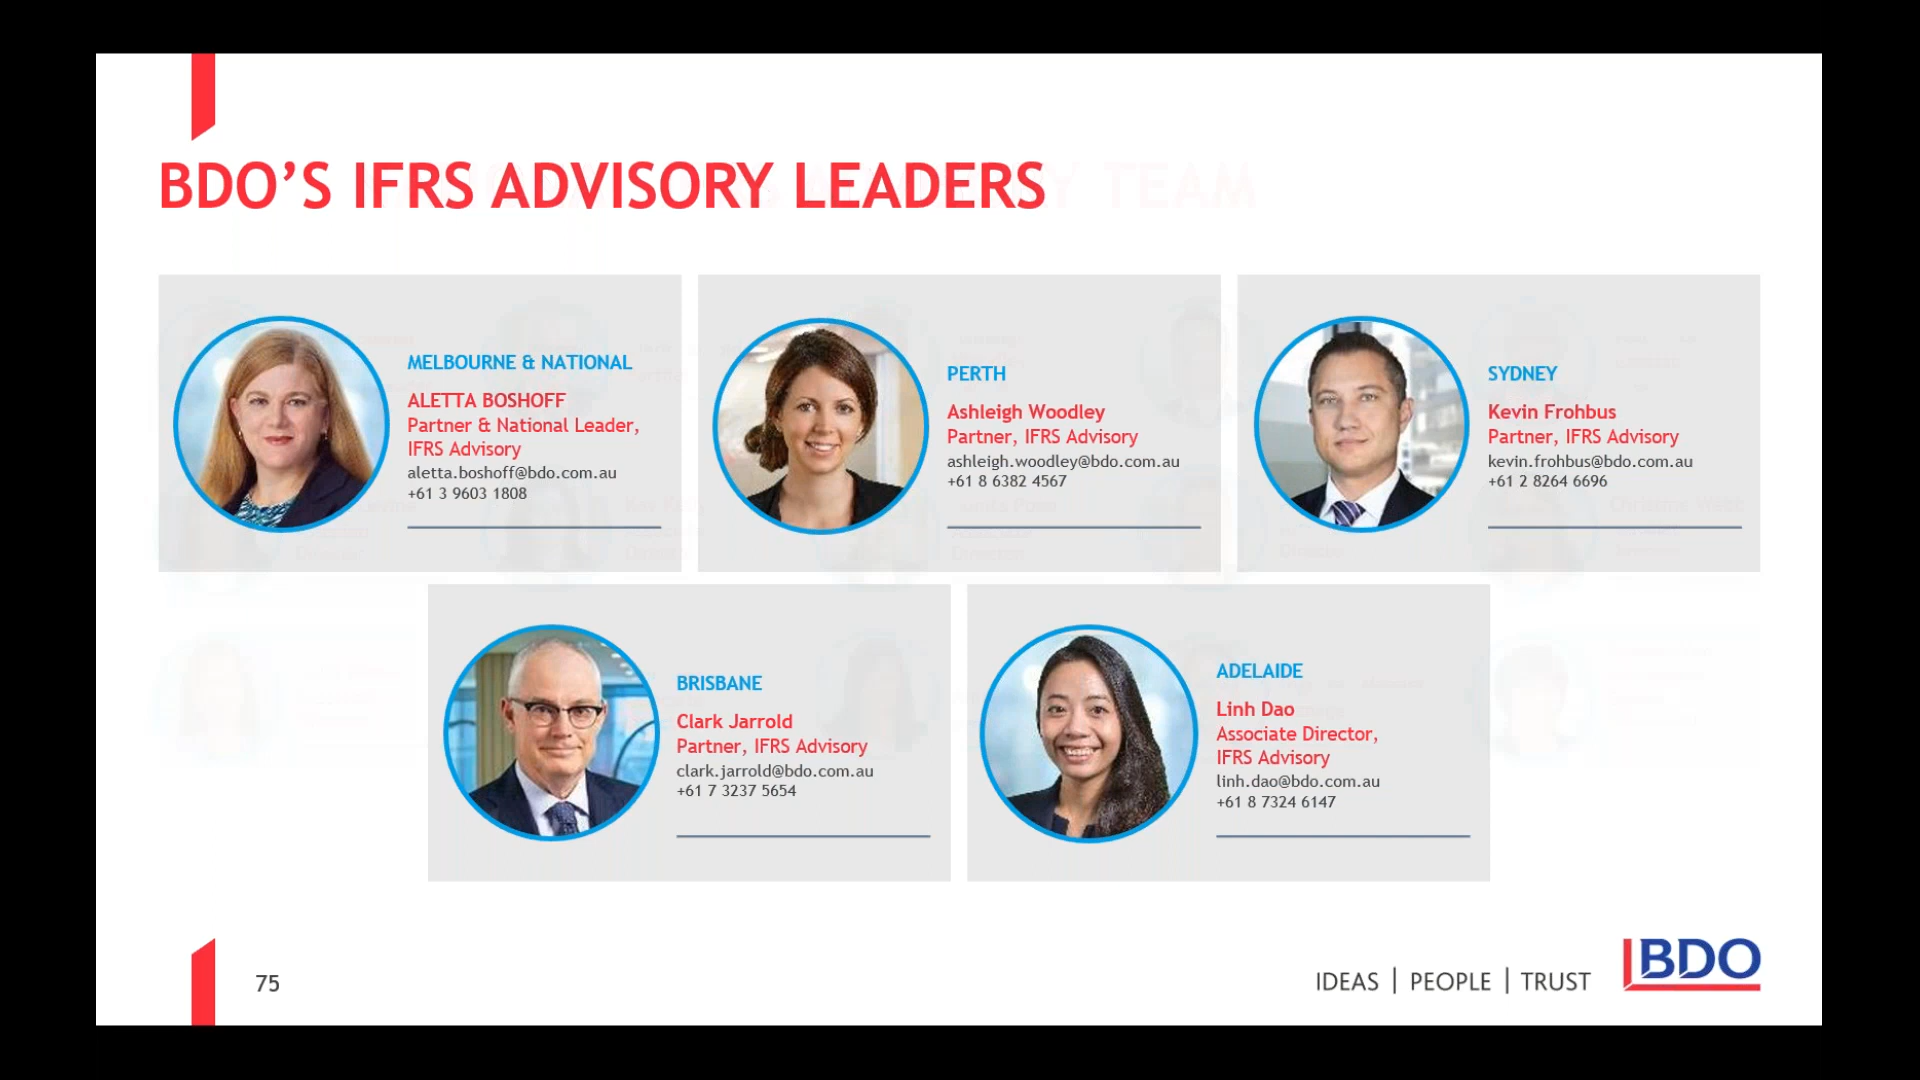 BDO'S IFRS ADVISORY LEADERS
TEAM
MELBOURNE & NATIONAL
ALETTA BOSHOFF
Partner & National Leader,
IFRS Advisory
aletta.boshoff@bdo.com.au
+61 3 9603 1808
PERTH
Ashleigh Woodley
Partner, IFRS Advisory
ashleigh.woodley@bdo.com.au
+61 8 6382 4567
SYDNEY
Kevin Frohbus
Partner, IFRS Advisory
kevin.frohbus@bdo.com.au
+61 2 8264 6696
BRISBANE
Clark Jarrold
Partner, IFRS Advisory
clark.jarrold@bdo.com.au
+61 7 3237 5654
ADELAIDE
Linh Dao
Associate Director,
IFRS Advisory
linh.dao@bdo.com.au
+61 8 7324 6147
75
IDEAS | PEOPLE | TRUST
BDO